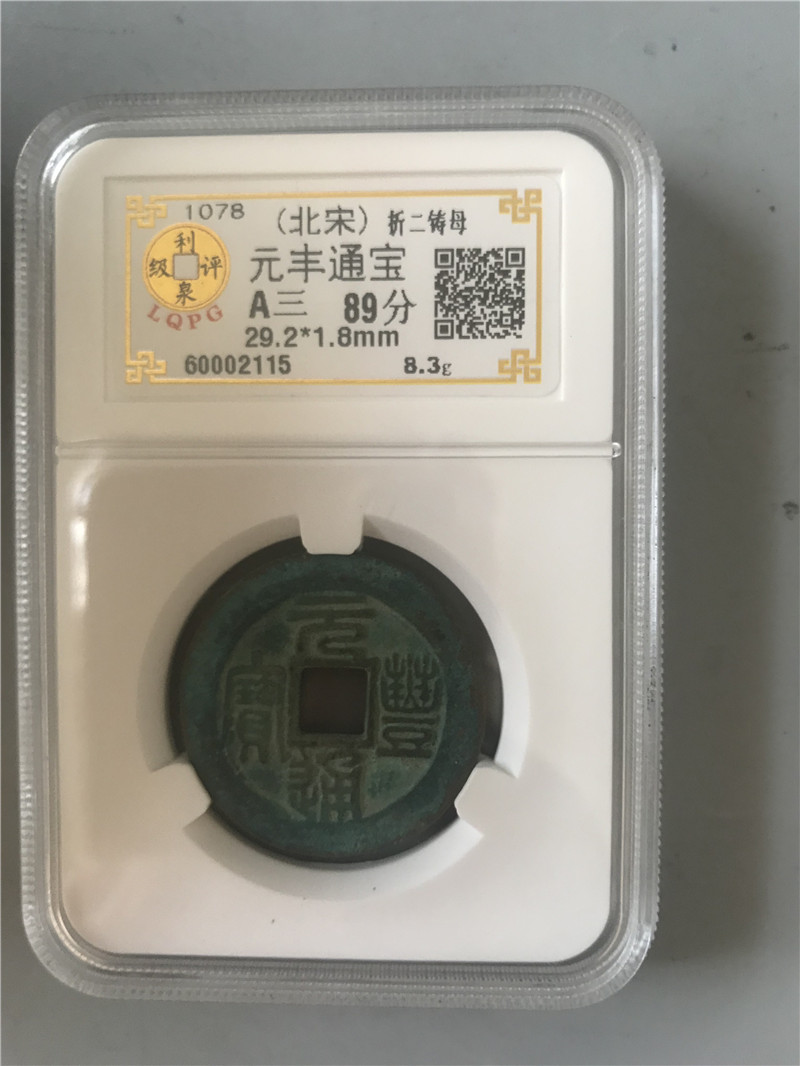 1078 (北宋) 折二铸母
利泉评级
LQPG
元丰通宝
A三 89分
29.2*1.8mm
60002115 8.3g
元豐通寳